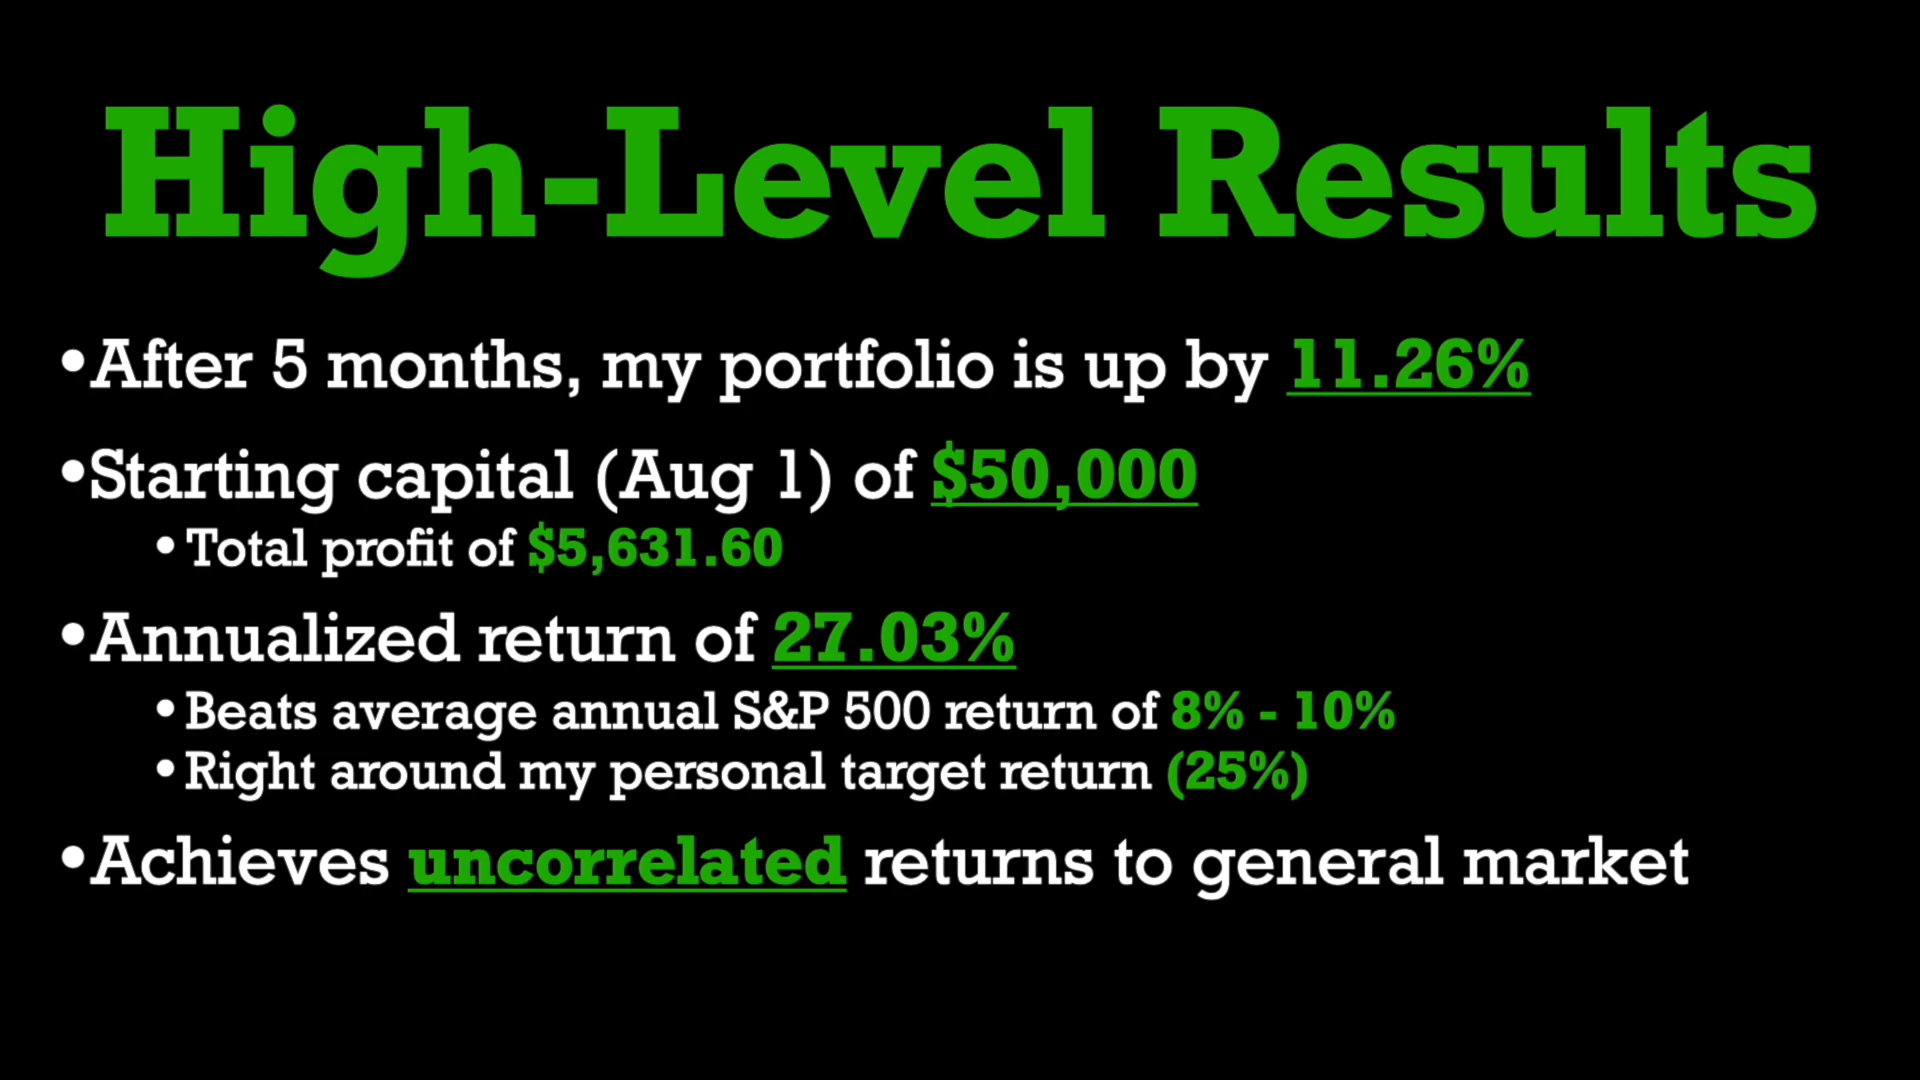 High-Level Results
•After 5 months, my portfolio is up by 11.26%
•Starting capital (Aug 1) of $50,000
•Total profit of $5,631.60
•Annualized return of 27.03%
•Beats average annual S&P 500 return of 8% - 10%
•Right around my personal target return (25%)
•Achieves uncorrelated returns to general market